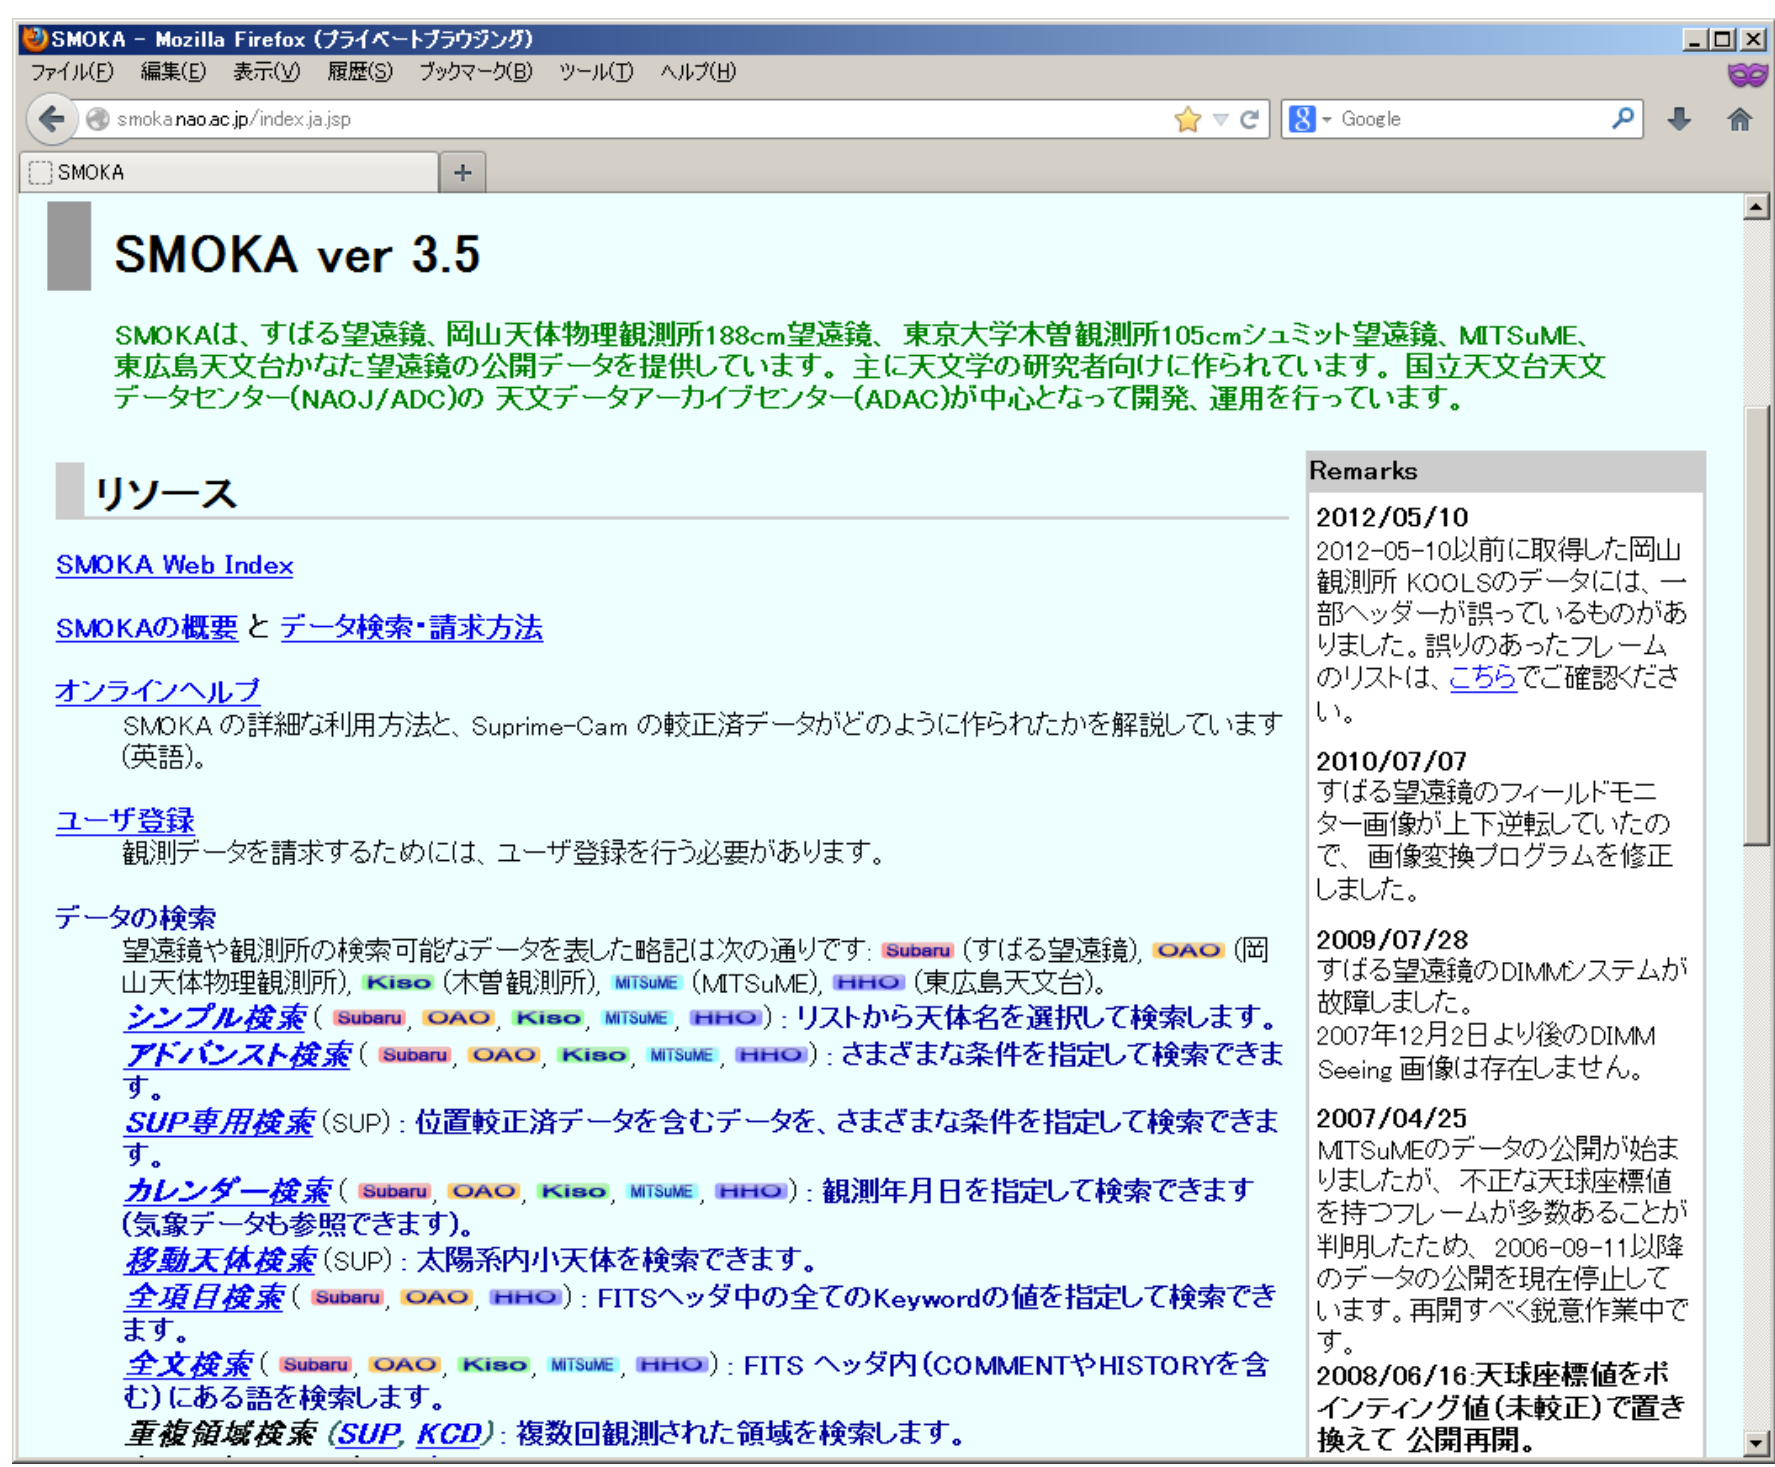 SMOKA - Mozilla Firefox (プライベートブラウジング)
ファイル(F) 編集(E) 表示(V) 履歴(S) ブックマーク(B) ツール(T) ヘルプ(H)
smoka.nao.ac.jp/index.ja.jsp
Google
SMOKA
SMOKA ver 3.5
SMOKAは、すばる望遠鏡、岡山天体物理観測所188cm望遠鏡、 東京大学木曽観測所105cmシュミット望遠鏡、MITSuME、
東広島天文台かなた望遠鏡の公開データを提供しています。主に天文学の研究者向けに作られています。国立天文台天文
データセンター(NAOJ/ADC)の 天文データアーカイブセンター(ADAC)が中心となって開発、運用を行っています。
リソース
SMOKA Web Index
SMOKAの概要 と データ検索・請求方法
オンラインヘルプ
SMOKA の詳細な利用方法と、Suprime-Cam の較正済データがどのように作られたかを解説しています
(英語)。
ユーザ登録
観測データを請求するためには、ユーザ登録を行う必要があります。
データの検索
望遠鏡や観測所の検索可能なデータを表した略記は次の通りです: Subaru (すばる望遠鏡), OAO (岡
山天体物理観測所), Kiso (木曽観測所), MITSuME (MITSuME), HHO (東広島天文台)。
シンプル検索 ( Subaru, OAO, Kiso, MITSuME, HHO ) : リストから天体名を選択して検索します。
アドバンスト検索 ( Subaru, OAO, Kiso, MITSuME, HHO ) : さまざまな条件を指定して検索できま
す。
SUP専用検索 (SUP) : 位置較正済データを含むデータを、さまざまな条件を指定して検索できま
す。
カレンダー検索 ( Subaru, OAO, Kiso, MITSuME, HHO ) : 観測年月日を指定して検索できます
(気象データも参照できます)。
移動天体検索 (SUP) : 太陽系内小天体を検索できます。
全項目検索 ( Subaru, OAO, HHO ) : FITSヘッダ中の全てのKeywordの値を指定して検索でき
ます。
全文検索 ( Subaru, OAO, Kiso, MITSuME, HHO ) : FITS ヘッダ内(COMMENTやHISTORYを含
む)にある語を検索します。
重複領域検索 (SUP, KCD) : 複数回観測された領域を検索します。
Remarks
2012/05/10
2012-05-10以前に取得した岡山
観測所 KOOLSのデータには、一
部ヘッダーが誤っているものがあ
りました。誤りのあったフレーム
のリストは、こちらでご確認くださ
い。
2010/07/07
すばる望遠鏡のフィールドモニ
ター画像が上下逆転していたの
で、 画像変換プログラムを修正
しました。
2009/07/28
すばる望遠鏡のDIMMシステムが
故障しました。
2007年12月2日より後のDIMM
Seeing 画像は存在しません。
2007/04/25
MITSuMEのデータの公開が始ま
りましたが、 不正な天球座標値
を持つフレームが多数あることが
判明したため、 2006-09-11以降
のデータの公開を現在停止して
います。再開すべく鋭意作業中で
す。
2008/06/16:天球座標値をポ
インティング値(未較正)で置き
換えて 公開再開。